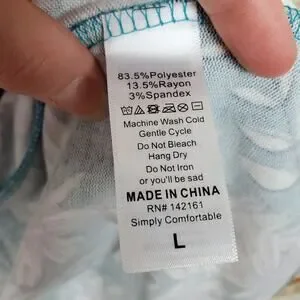 83.5%Polyester
13.5%Rayon
3%Spandex
Machine Wash Cold
Gentle Cycle
Do Not Bleach
Hang Dry
Do Not Iron
or you'll be sad
MADE IN CHINA
RN# 142161
Simply Comfortable
L